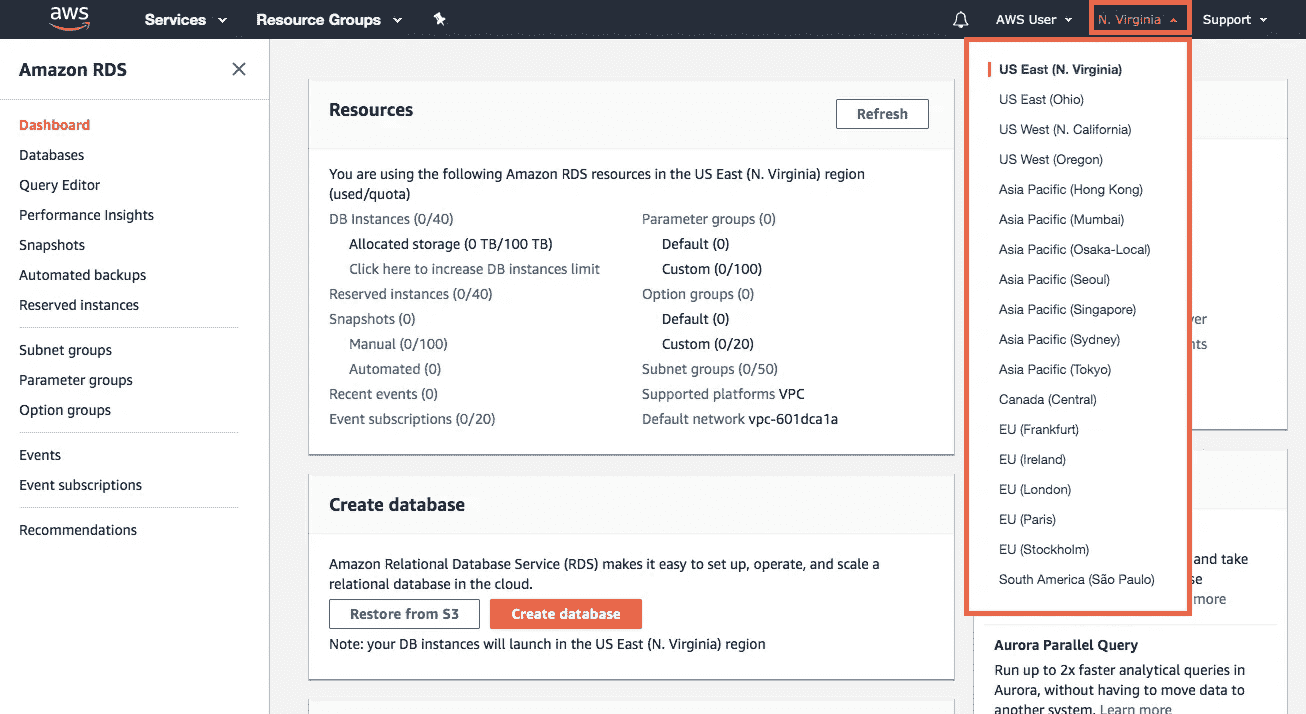 aws
Services
Resource Groups
AWS User
N. Virginia
Support
Amazon RDS
Dashboard
Databases
Query Editor
Performance Insights
Snapshots
Automated backups
Reserved instances
Subnet groups
Parameter groups
Option groups
Events
Event subscriptions
Recommendations
Resources
Refresh
You are using the following Amazon RDS resources in the US East (N. Virginia) region
(used/quota)
DB Instances (0/40)
Allocated storage (0 TB/100 TB)
Click here to increase DB instances limit
Reserved instances (0/40)
Snapshots (0)
Manual (0/100)
Automated (0)
Recent events (0)
Event subscriptions (0/20)
Parameter groups (0)
Default (0)
Custom (0/100)
Option groups (0)
Default (0)
Custom (0/20)
Subnet groups (0/50)
Supported platforms VPC
Default network vpc-601dca1a
Create database
Amazon Relational Database Service (RDS) makes it easy to set up, operate, and scale a
relational database in the cloud.
Restore from S3
Create database
Note: your DB instances will launch in the US East (N. Virginia) region
US East (N. Virginia)
US East (Ohio)
US West (N. California)
US West (Oregon)
Asia Pacific (Hong Kong)
Asia Pacific (Mumbai)
Asia Pacific (Osaka-Local)
Asia Pacific (Seoul)
Asia Pacific (Singapore)
Asia Pacific (Sydney)
Asia Pacific (Tokyo)
Canada (Central)
EU (Frankfurt)
EU (Ireland)
EU (London)
EU (Paris)
EU (Stockholm)
South America (São Paulo)
and take
more
Aurora Parallel Query
Run up to 2x faster analytical queries in
Aurora, without having to move data to
another system. Learn more